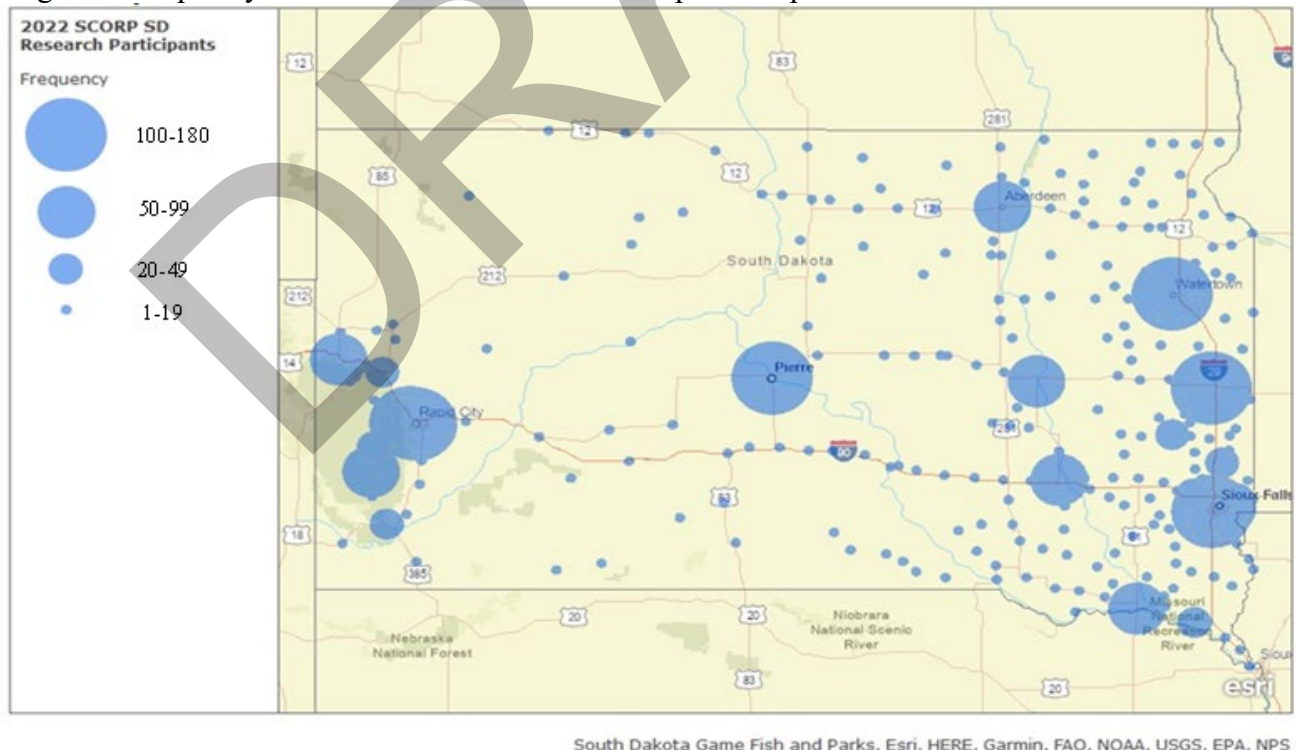 2022 SCORP SD
Research Participants
Frequency
100-180
50-99
20-49
1-19
DRA
12
83
281
12
85
12
Aberdeen
12
12
South Dakota
212
212
Watertown
14
Pierre
Rapid City
281
90
83
Sioux Falls
18
81
385
20
20
Niobrara
National Scenic
River
Missouri
National
Recreation
River
Nebraska
National Forest
83
20
Sioux
esri
South Dakota Game Fish and Parks, Esri, HERE, Garmin, FAO, NOAA, USGS, EPA, NPS